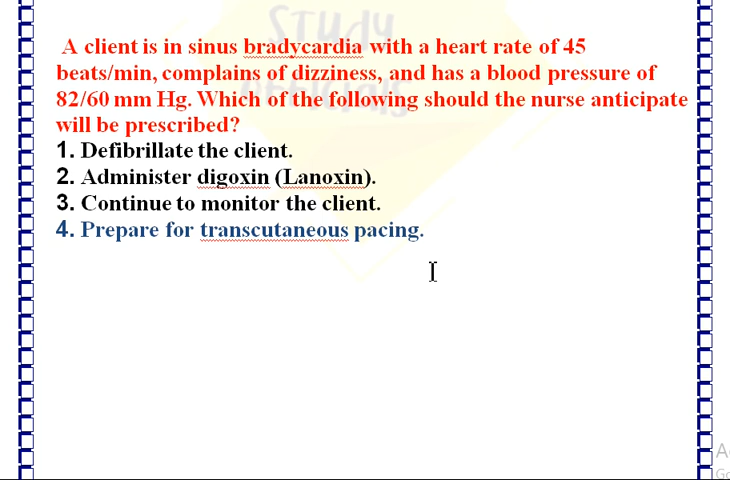 STUDY
OFFICIALS
A client is in sinus bradycardia with a heart rate of 45
beats/min, complains of dizziness, and has a blood pressure of
82/60 mm Hg. Which of the following should the nurse anticipate
will be prescribed?
1. Defibrillate the client.
2. Administer digoxin (Lanoxin).
3. Continue to monitor the client.
4. Prepare for transcutaneous pacing.